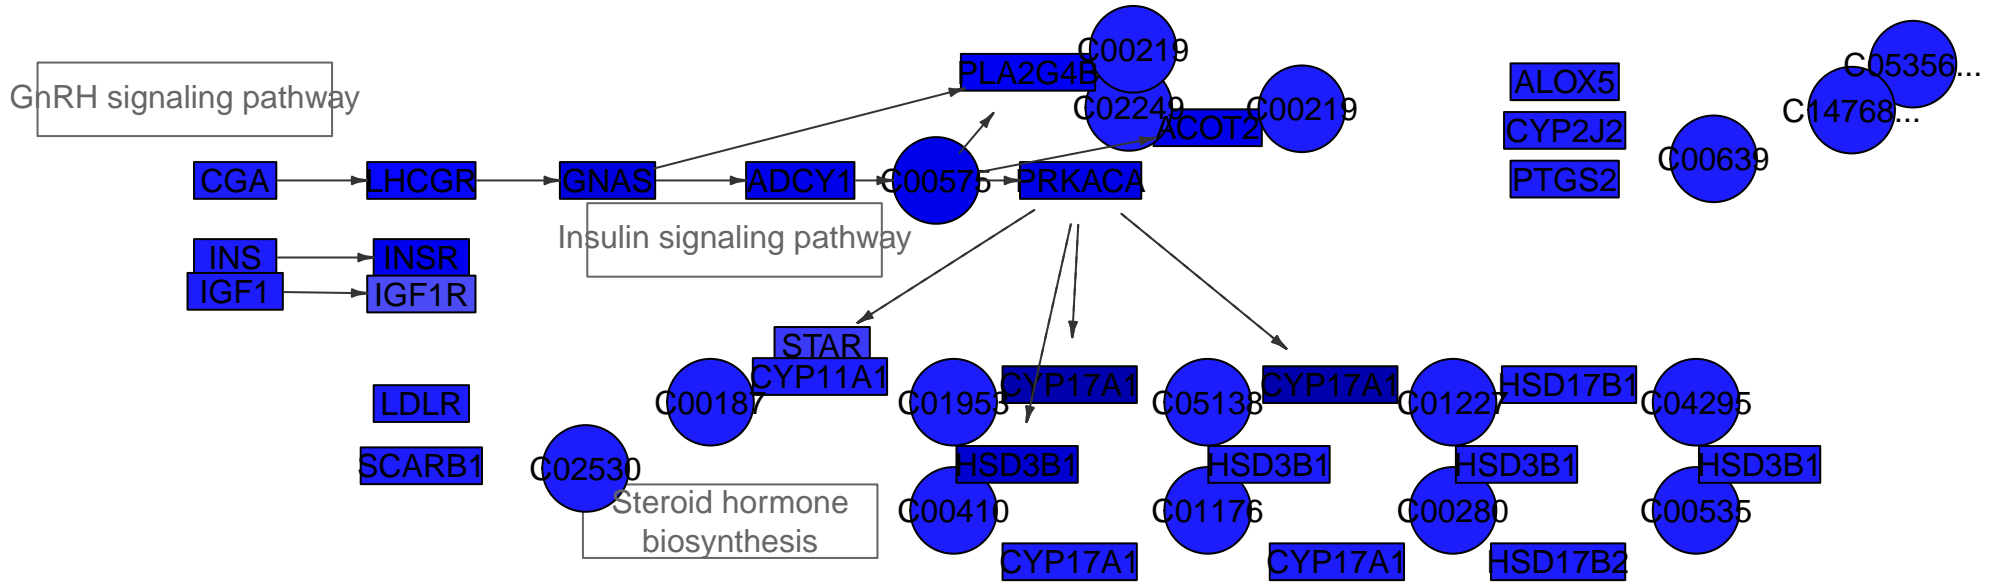 C00219
C05356...
PLA2G4B
ALOX5
GnRH signaling pathway
C02249
C00219
C14768...
ACOT2
CYP2J2
C00639
CGA
LHCGR
GNAS
ADCY1
C00575
PRKACA
PTGS2
Insulin signaling pathway
INS
INSR
IGF1
IGF1R
STAR
CYP11A1
C00187
C01953
CYP17A1
C05138
CYP17A1
C01227
HSD17B1
C04295
LDLR
SCARB1
C02530
HSD3B1
HSD3B1
HSD3B1
HSD3B1
Steroid hormone
biosynthesis
C00410
C01176
C00280
C00535
CYP17A1
CYP17A1
HSD17B2